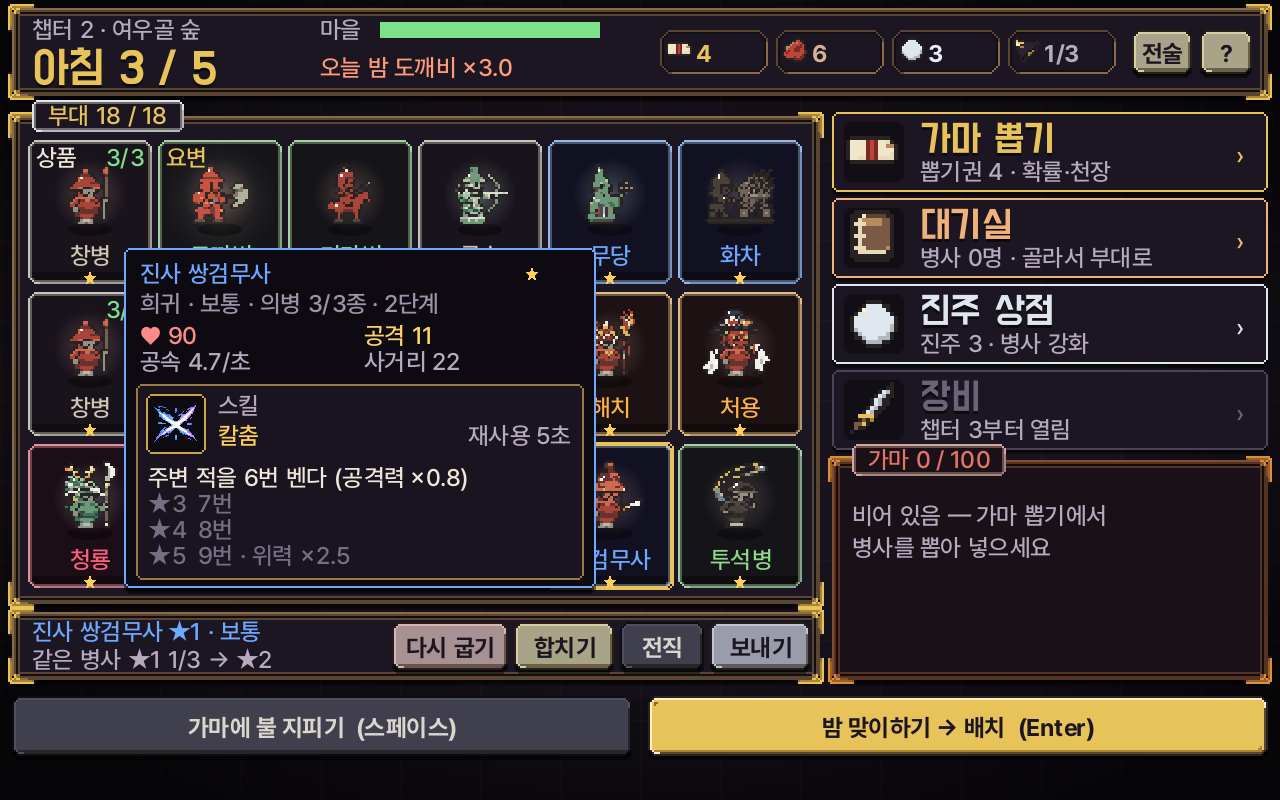 챕터 2 · 여우골 숲
아침 3 / 5
마을
오늘 밤 도깨비 ×3.0
4
6
3
1/3
전술
?
부대 18 / 18
상품 3/3
요변
창병
무당
화차
3/
창병
해치
처용
청룡
검무사
투석병
진사 쌍검무사
희귀 · 보통 · 의병 3/3종 · 2단계
90
공격 11
공속 4.7/초
사거리 22
스킬
칼춤
재사용 5초
주변 적을 6번 벤다 (공격력 ×0.8)
★3 7번
★4 8번
★5 9번 · 위력 ×2.5
진사 쌍검무사 ★1 · 보통
같은 병사 ★1 1/3 → ★2
다시 굽기
합치기
전직
보내기
가마 뽑기
뽑기권 4 · 확률·천장
›
대기실
병사 0명 · 골라서 부대로
›
진주 상점
진주 3 · 병사 강화
›
장비
챕터 3부터 열림
›
가마 0 / 100
비어 있음 — 가마 뽑기에서
병사를 뽑아 넣으세요
가마에 불 지피기 (스페이스)
밤 맞이하기 → 배치 (Enter)